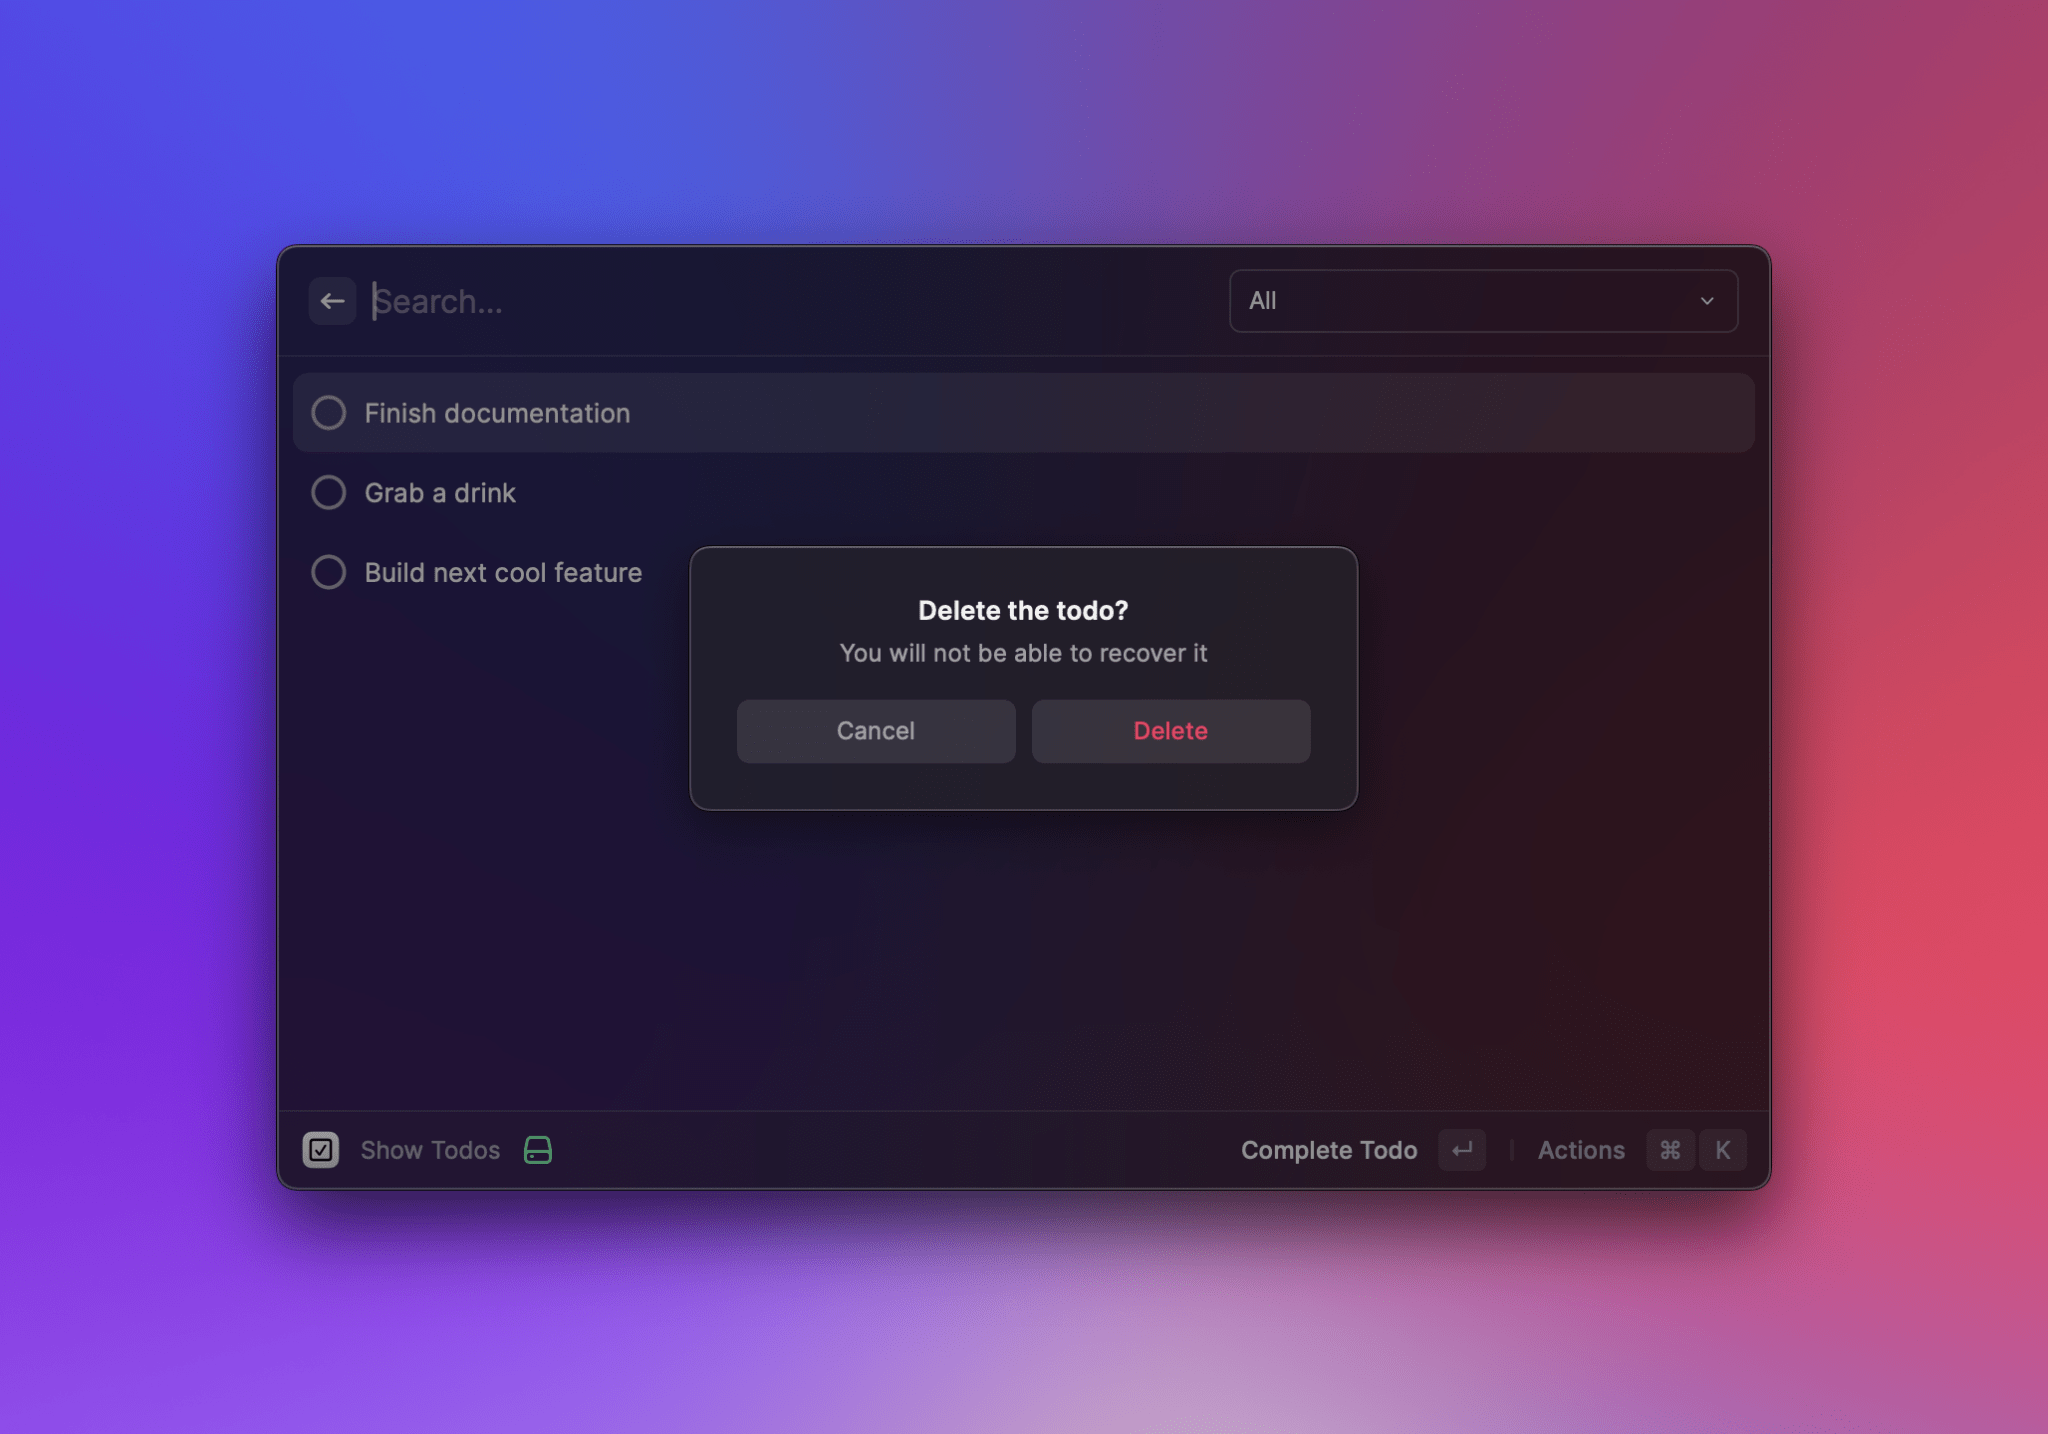 Search...
All
Finish documentation
Grab a drink
Build next cool feature
Delete the todo?
You will not be able to recover it
Cancel Delete
Show Todos Complete Todo Actions ⌘ K